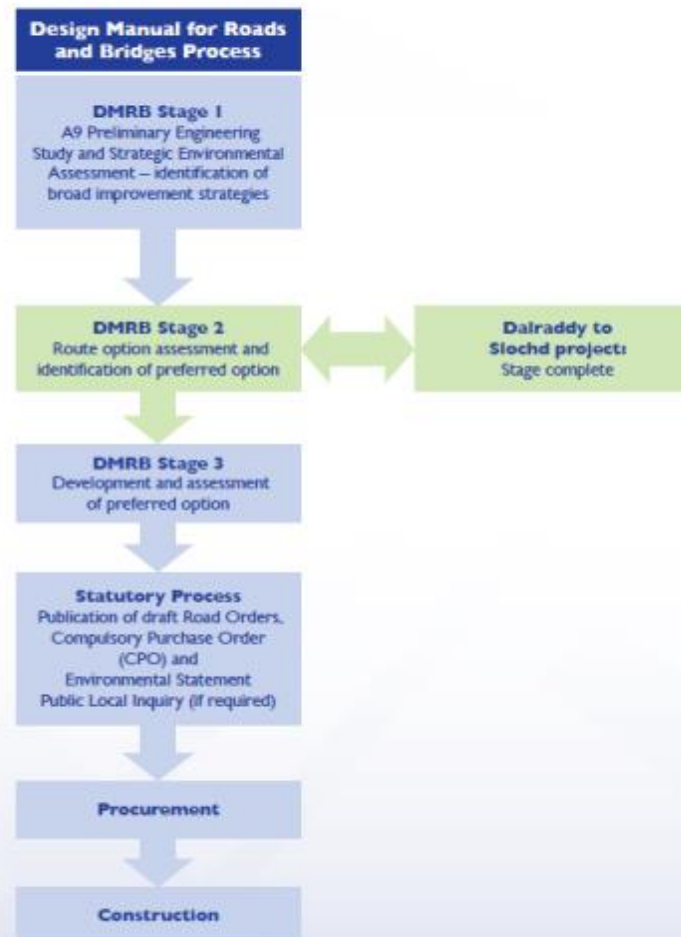 Design Manual for Roads
and Bridges Process
DMRB Stage 1
A9 Preliminary Engineering
Study and Strategic Environmental
Assessment – identification of
broad improvement strategies
DMRB Stage 2
Route option assessment and
identification of preferred option
Dalraddy to
Slochd project:
Stage complete
DMRB Stage 3
Development and assessment
of preferred option
Statutory Process
Publication of draft Road Orders,
Compulsory Purchase Order
(CPO) and
Environmental Statement
Public Local Inquiry (if required)
Procurement
Construction